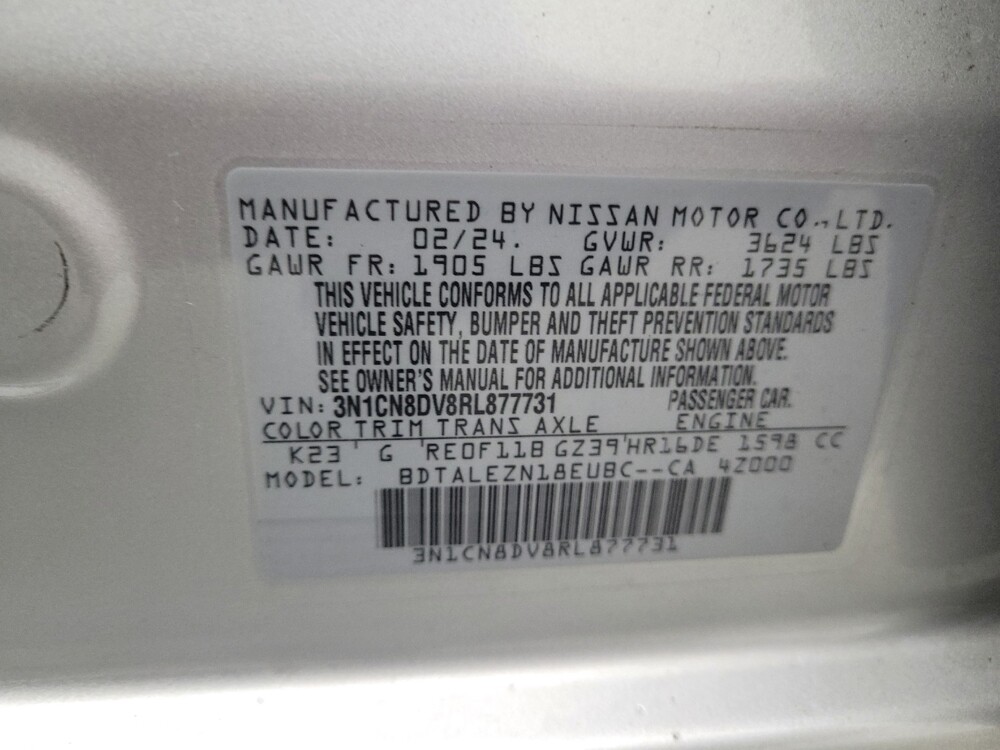 MANUFACTURED BY NISSAN MOTOR CO.,LTD.
DATE: 02/24. GVWR: 3624 LBS
GAWR FR: 1905 LBS GAWR RR: 1735 LBS
THIS VEHICLE CONFORMS TO ALL APPLICABLE FEDERAL MOTOR
VEHICLE SAFETY, BUMPER AND THEFT PREVENTION STANDARDS
IN EFFECT ON THE DATE OF MANUFACTURE SHOWN ABOVE.
SEE OWNER'S MANUAL FOR ADDITIONAL INFORMATION.
VIN: 3N1CN8DV8RL877731 PASSENGER CAR.
COLOR TRIM TRANS AXLE ENGINE
K23 G 'RE0F11B GZ39'HR16DE 1598 CC
MODEL: BDTALEZN18EUBC--CA 4Z000
3N1CN8DV8RL877731